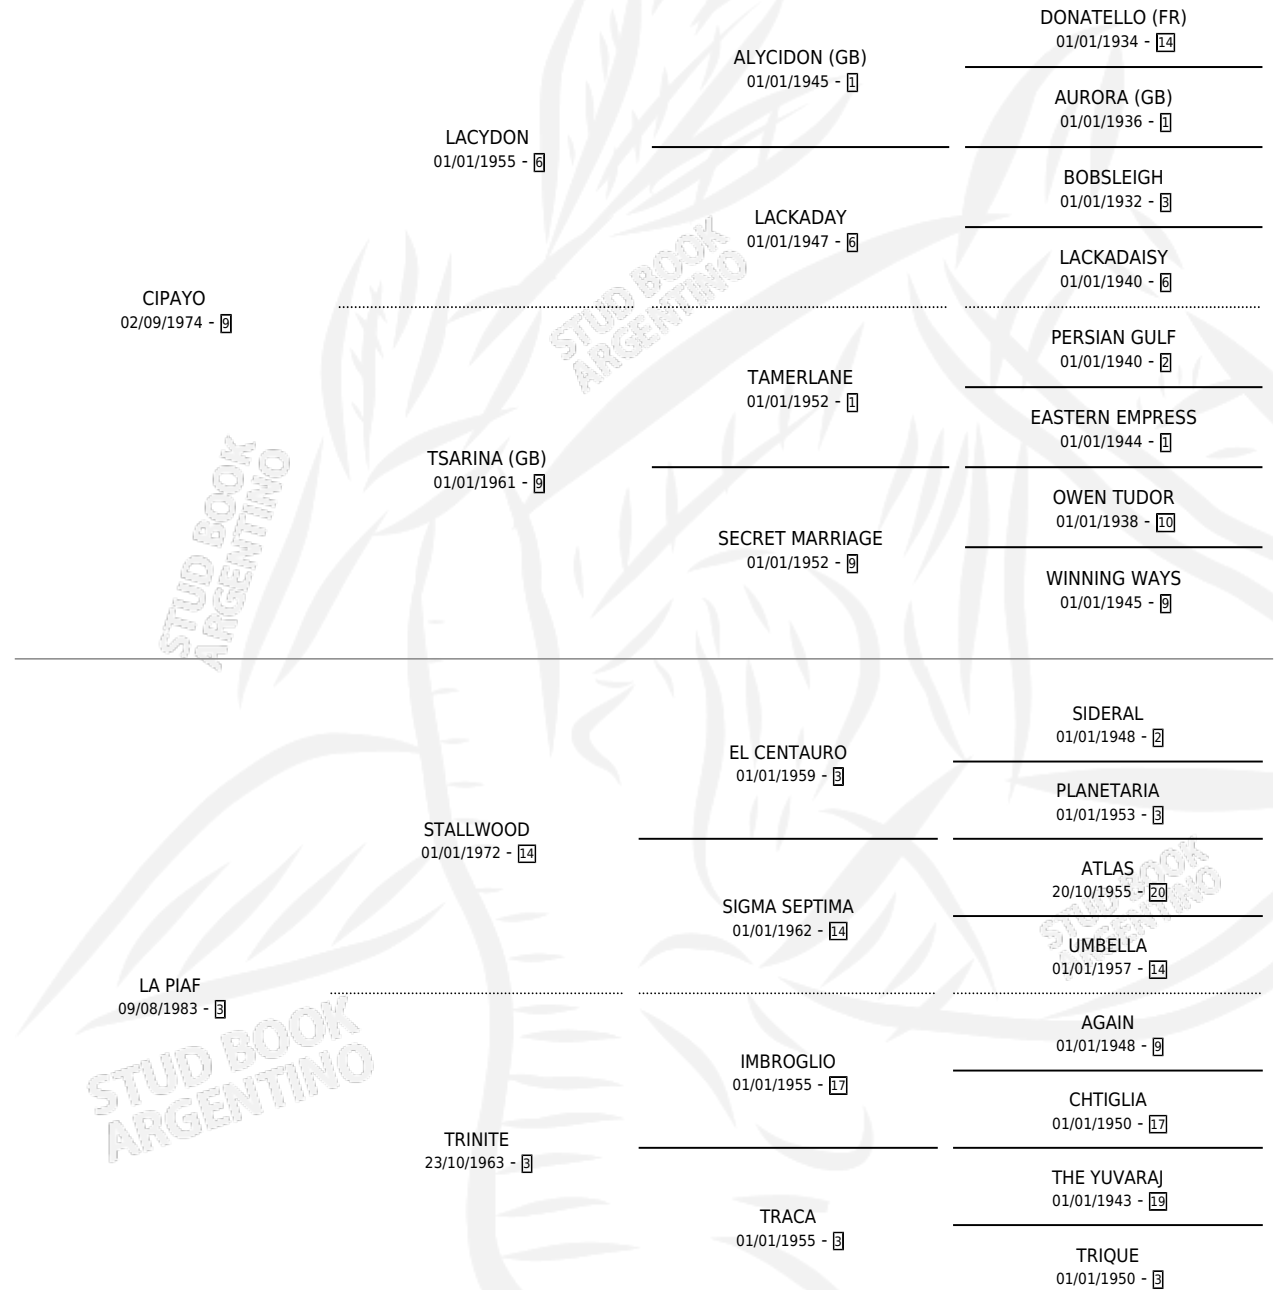 DONATELLO (FR)
01/01/1934 - 14
ALYCIDON (GB)
01/01/1945 - 1
AURORA (GB)
01/01/1936 - 1
LACYDON
01/01/1955 - 6
BOBSLEIGH
01/01/1932 - 3
LACKADAY
01/01/1947 - 6
LACKADAISY
01/01/1940 - 6
CIPAYO
02/09/1974 - 9
STUD BOOK
ARGENTINO
PERSIAN GULF
01/01/1940 - 2
TAMERLANE
01/01/1952 - 1
EASTERN EMPRESS
01/01/1944 - 1
TSARINA (GB)
01/01/1961 - 9
OWEN TUDOR
01/01/1938 - 10
SECRET MARRIAGE
01/01/1952 - 9
WINNING WAYS
01/01/1945 - 9
STUD BOOK
ARGENTINO
SIDERAL
01/01/1948 - 2
EL CENTAURO
01/01/1959 - 3
PLANETARIA
01/01/1953 - 3
STALLWOOD
01/01/1972 - 14
ATLAS
20/10/1955 - 20
SIGMA SEPTIMA
01/01/1962 - 14
STUD BOOK
ARGENTINO
UMBELLA
01/01/1957 - 14
LA PIAF
09/08/1983 - 3
AGAIN
01/01/1948 - 9
IMBROGLIO
01/01/1955 - 17
CHTIGLIA
01/01/1950 - 17
STUD BOOK
ARGENTINO
TRINITE
23/10/1963 - 3
THE YUVARAJ
01/01/1943 - 19
TRACA
01/01/1955 - 3
TRIQUE
01/01/1950 - 3